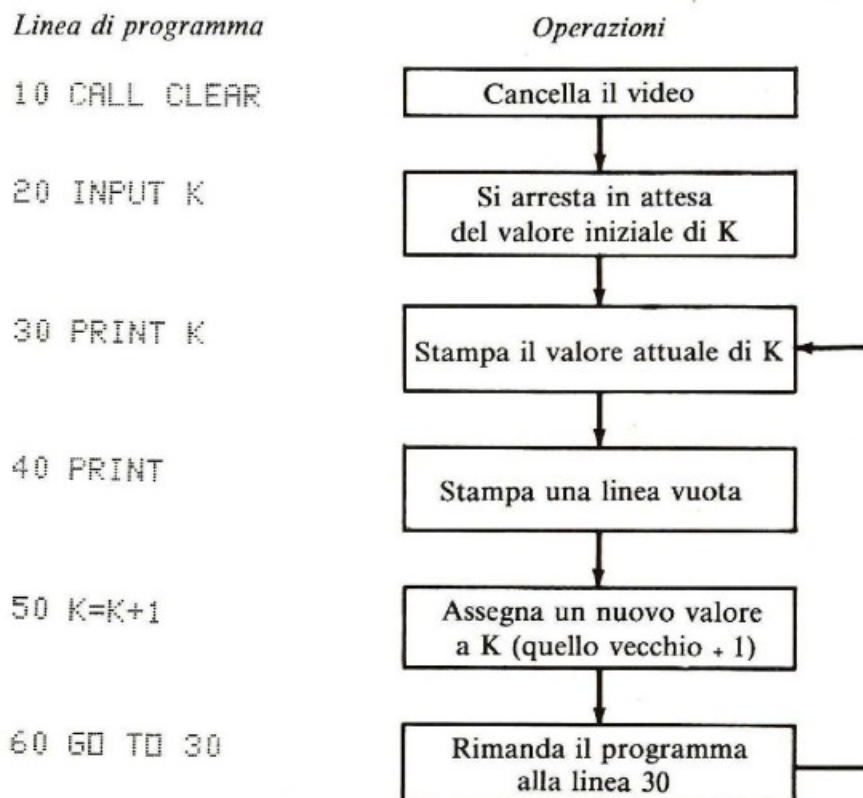 Linea di programma
Operazioni
10 CALL CLEAR
Cancella il video
20 INPUT K
Si arresta in attesa
del valore iniziale di K
30 PRINT K
Stampa il valore attuale di K
40 PRINT
Stampa una linea vuota
50 K=K+1
Assegna un nuovo valore
a K (quello vecchio + 1)
60 GO TO 30
Rimanda il programma
alla linea 30